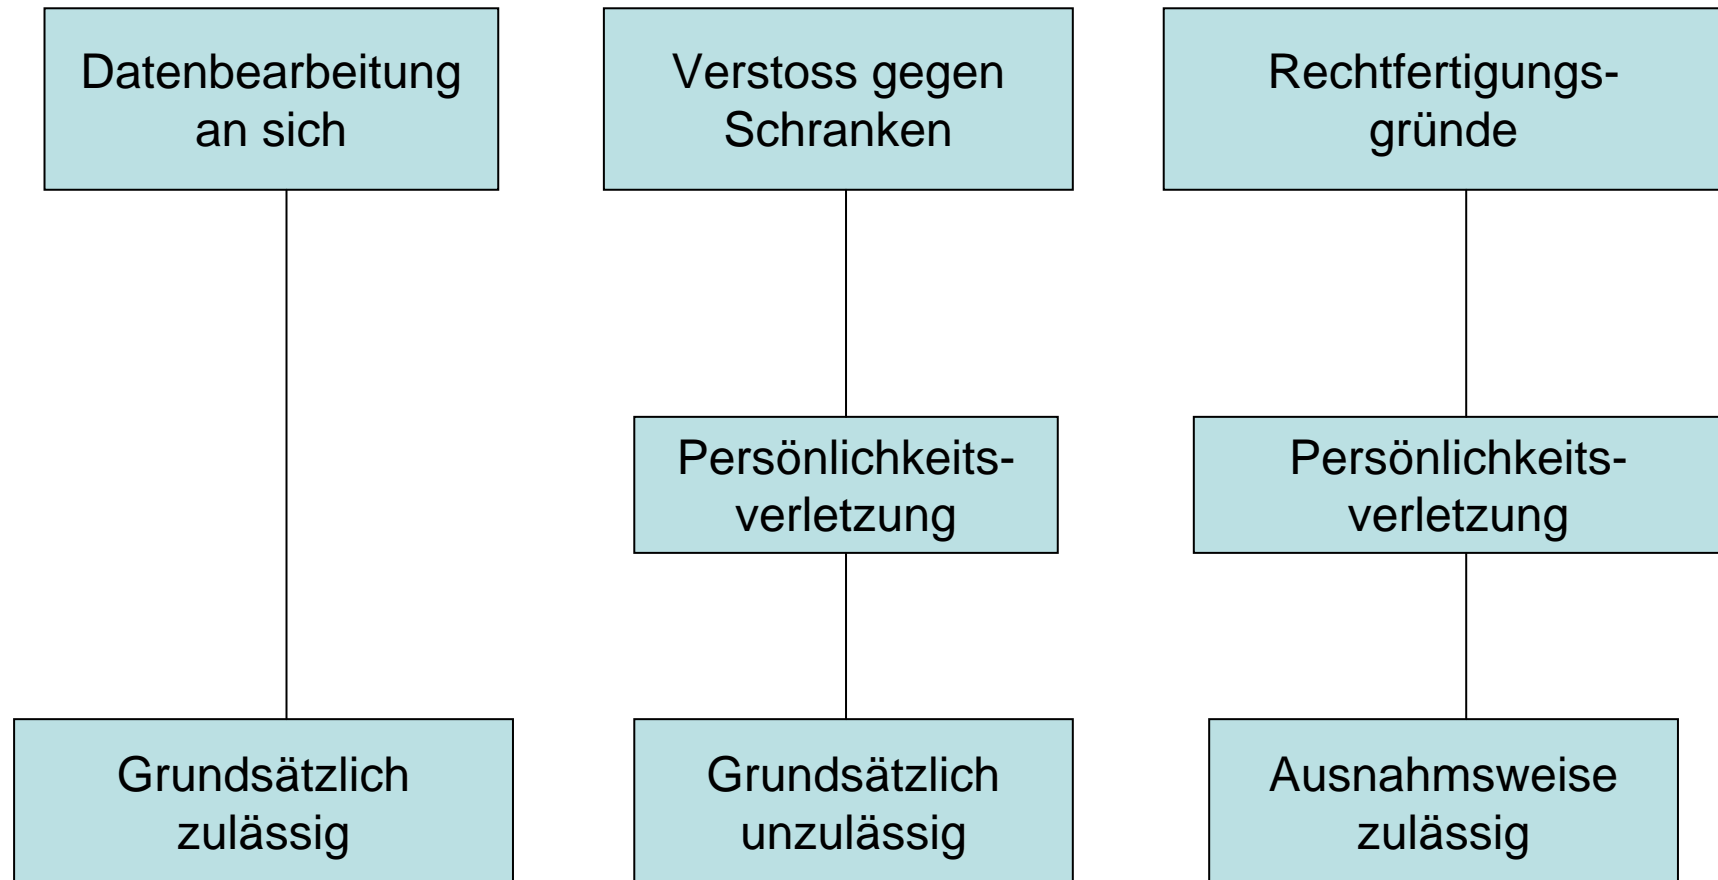 Datenbearbeitung
an sich
Verstoss gegen
Schranken
Rechtfertigungs-
gründe
Persönlichkeits-
verletzung
Persönlichkeits-
verletzung
Grundsätzlich
zulässig
Grundsätzlich
unzulässig
Ausnahmsweise
zulässig